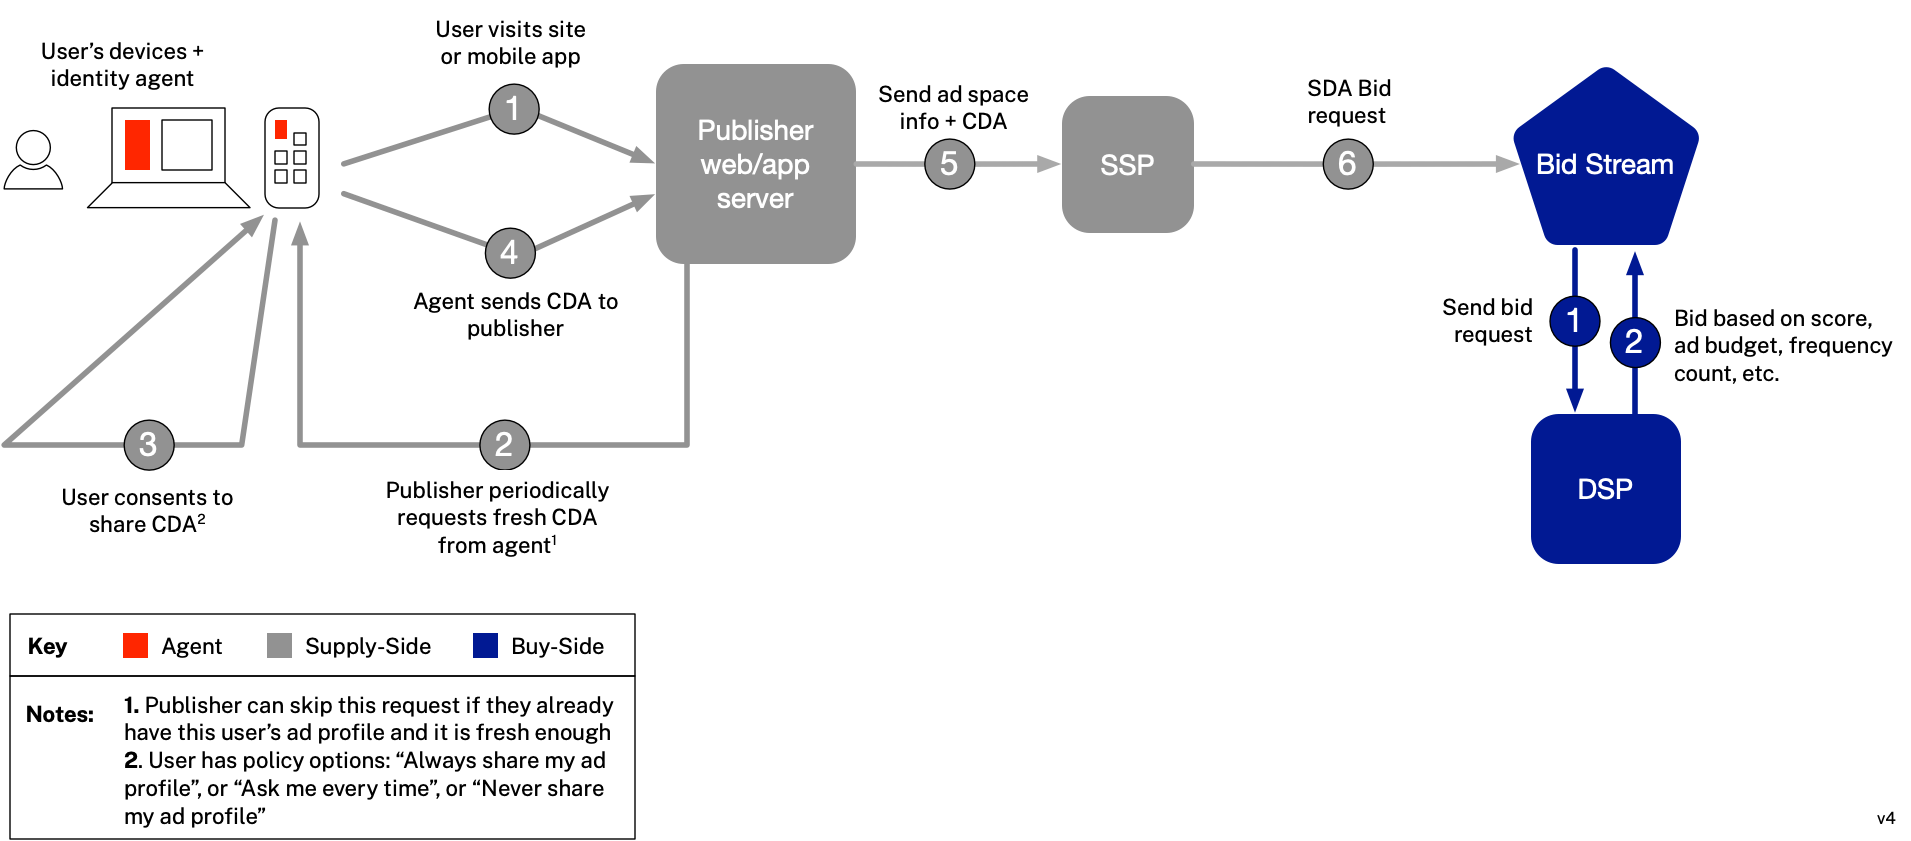 User’s devices +
identity agent
User visits site
or mobile app
1
Publisher
web/app
server
Send ad space
info + CDA
5
SSP
SDA Bid
request
6
Bid Stream
4
Agent sends CDA to
publisher
3
User consents to
share CDA²
2
Publisher periodically
requests fresh CDA
from agent¹
Send bid
request
1
2
Bid based on score,
ad budget, frequency
count, etc.
DSP
Key
Agent
Supply-Side
Buy-Side
Notes:
1. Publisher can skip this request if they already
have this user’s ad profile and it is fresh enough
2. User has policy options: “Always share my ad
profile”, or “Ask me every time”, or “Never share
my ad profile”
v4